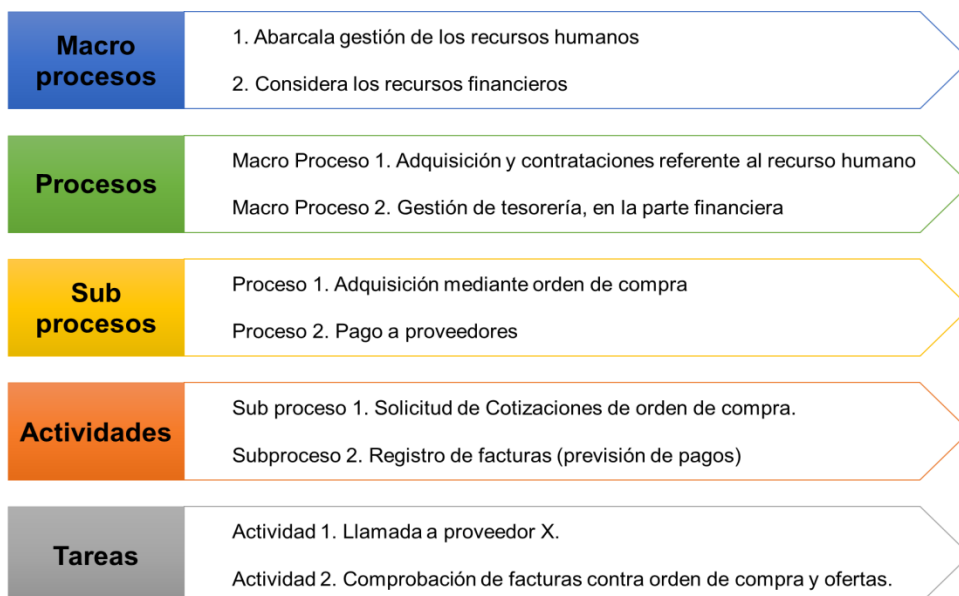 Macro
procesos
1. Abarcala gestión de los recursos humanos
2. Considera los recursos financieros
Procesos
Macro Proceso 1. Adquisición y contrataciones referente al recurso humano
Macro Proceso 2. Gestión de tesorería, en la parte financiera
Sub
procesos
Proceso 1. Adquisición mediante orden de compra
Proceso 2. Pago a proveedores
Actividades
Sub proceso 1. Solicitud de Cotizaciones de orden de compra.
Subproceso 2. Registro de facturas (previsión de pagos)
Tareas
Actividad 1. Llamada a proveedor X.
Actividad 2. Comprobación de facturas contra orden de compra y ofertas.